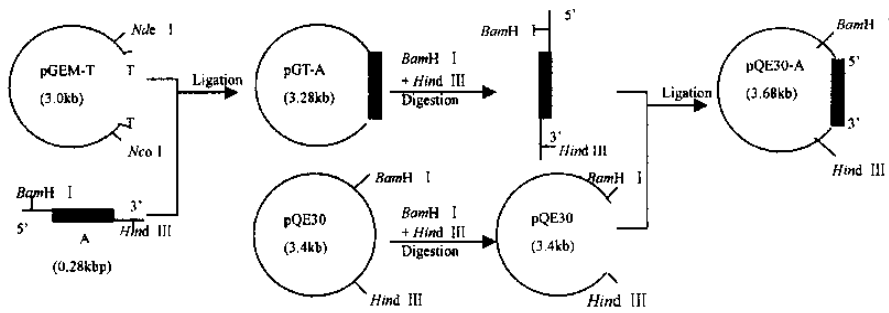 Nde I
pGEM-T
(3.0kb)
T
T
Nco I
BamH I
5'
3'
Hind III
A
(0.28kbp)
Ligation
pGT-A
(3.28kb)
BamH I
+ Hind III
Digestion
5'
BamH I
3'
Hind III
pQE30
(3.4kb)
BamH I
Hind III
BamH I
+ Hind III
Digestion
pQE30
(3.4kb)
BamH I
Hind III
Ligation
pQE30-A
(3.68kb)
BamH I
5'
3'
Hind III